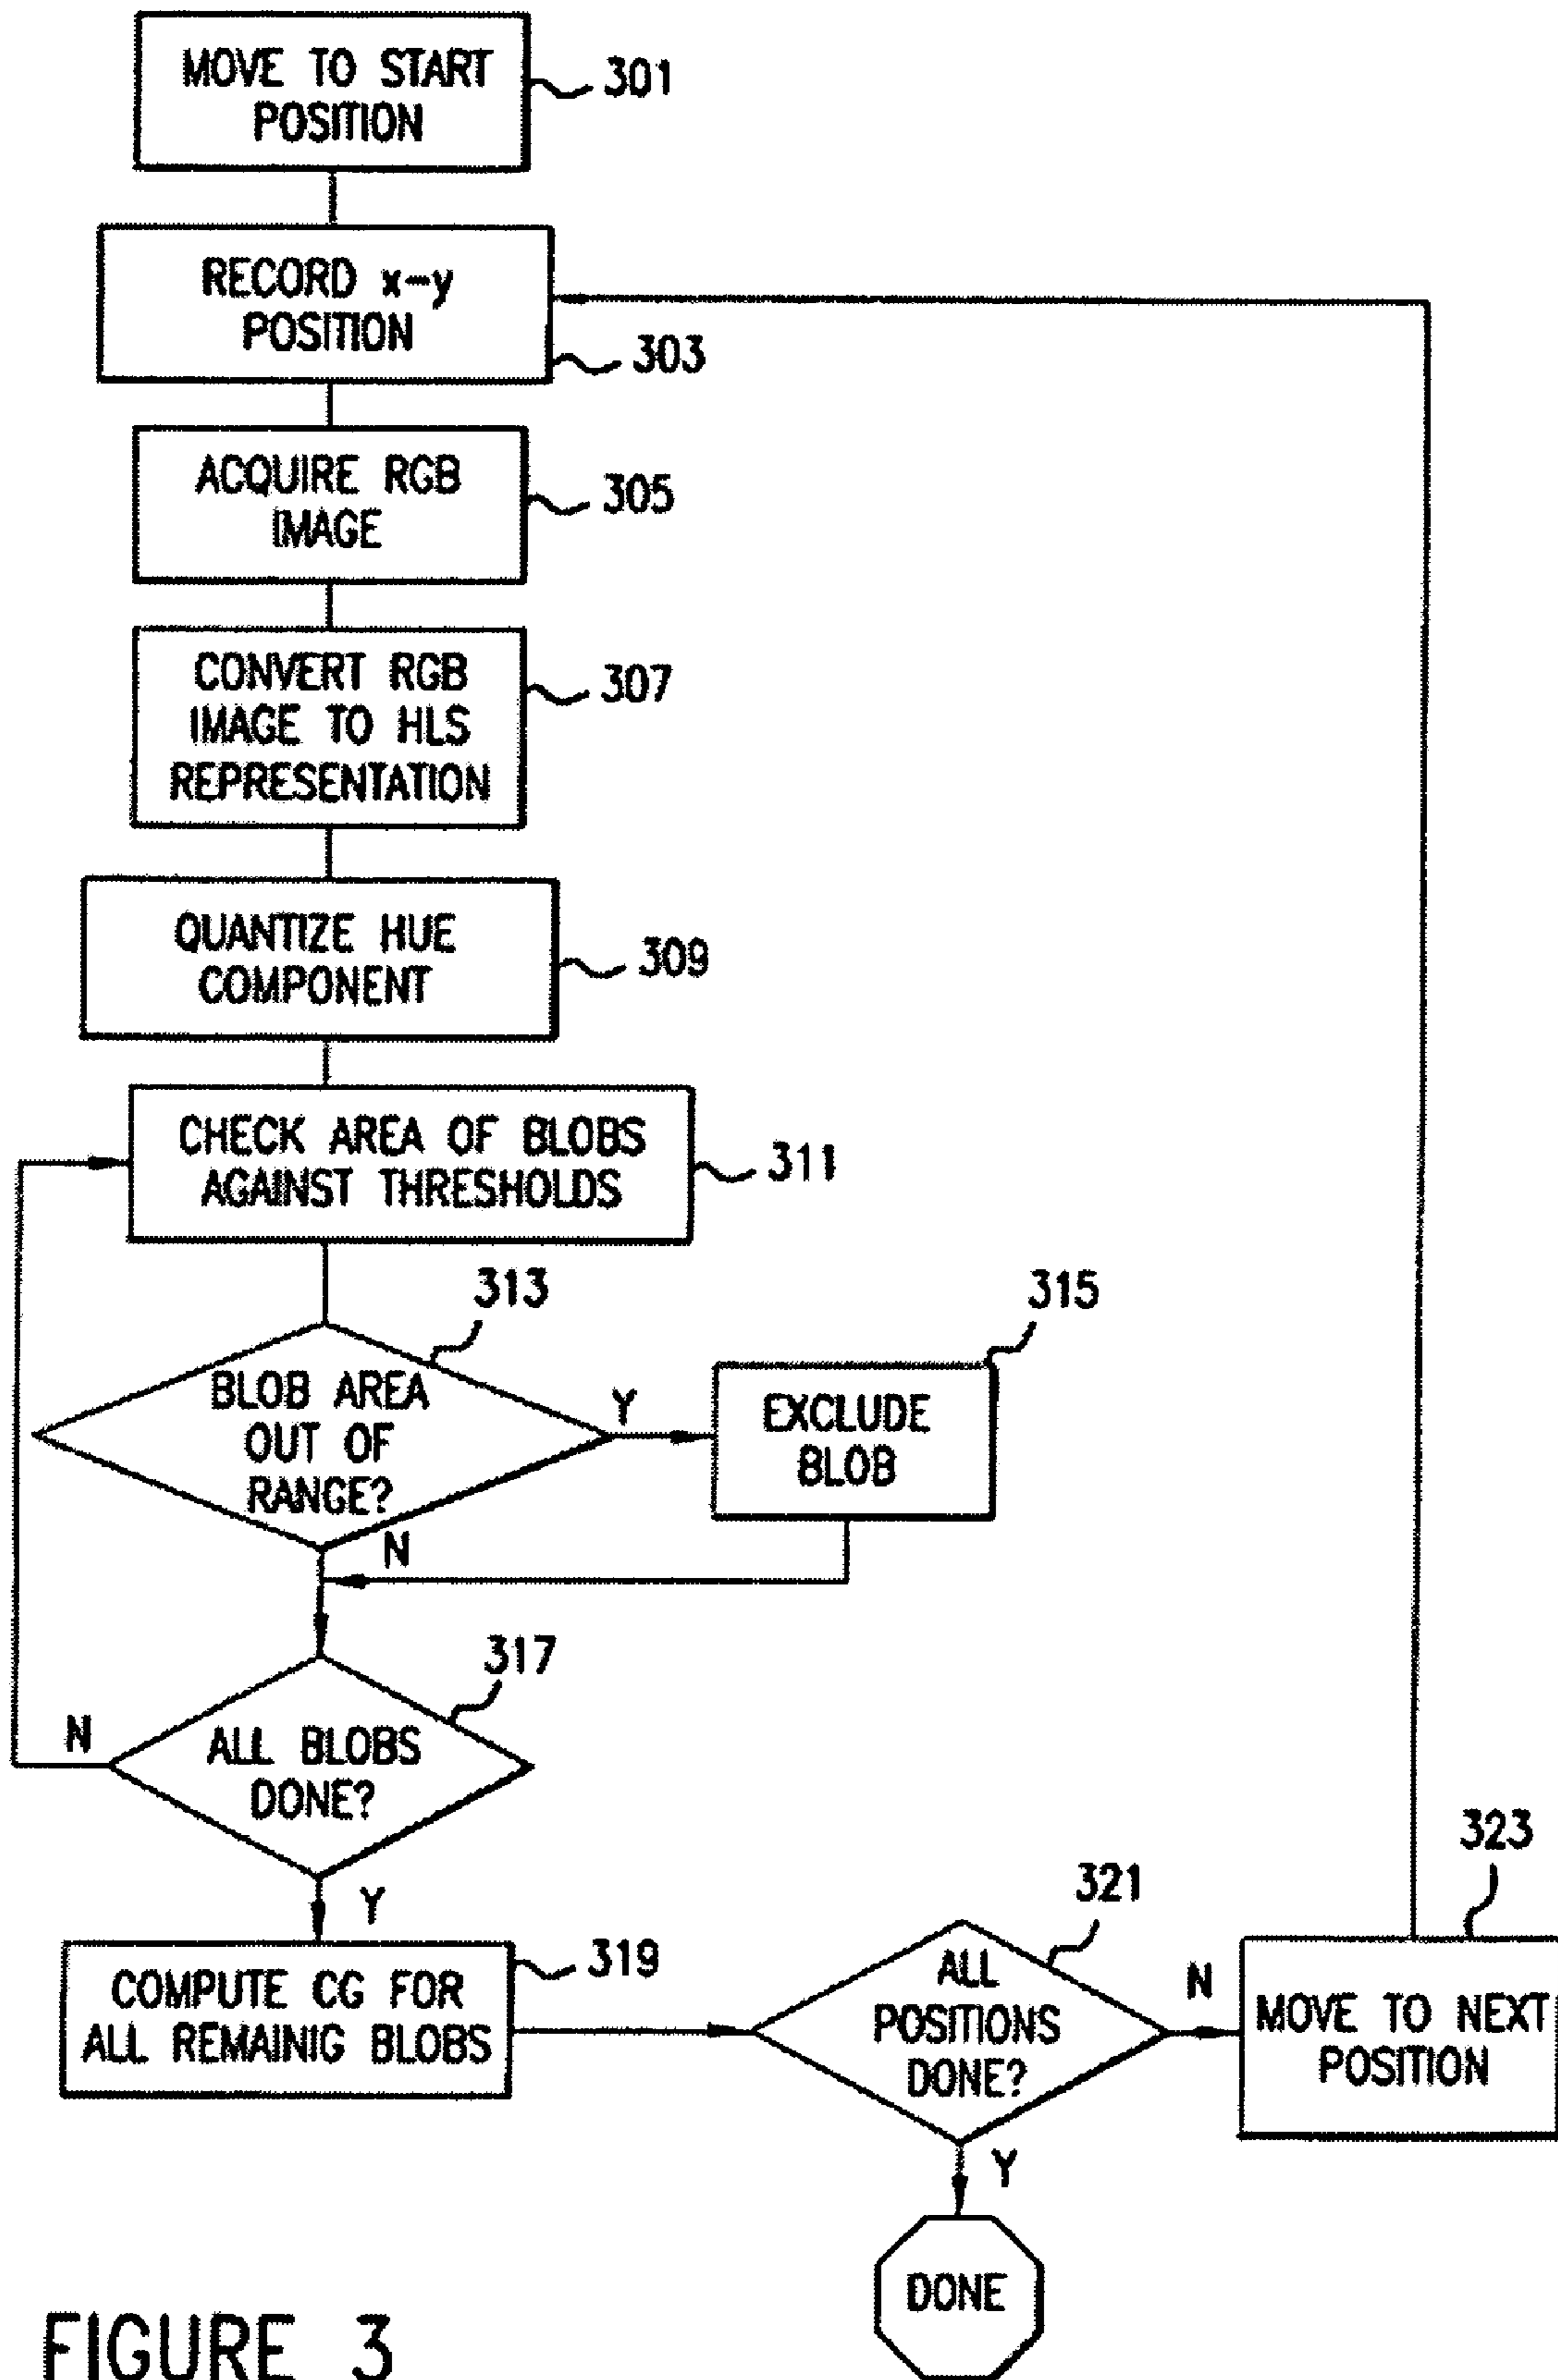 MOVE TO START
POSITION
301
RECORD x-y
POSITION
303
ACQUIRE RGB
IMAGE
305
CONVERT RGB
IMAGE TO HLS
REPRESENTATION
307
QUANTIZE HUE
COMPONENT
309
CHECK AREA OF BLOBS
AGAINST THRESHOLDS
311
313
BLOB AREA
OUT OF
RANGE?
Y
N
315
EXCLUDE
BLOB
317
ALL BLOBS
DONE?
N
Y
COMPUTE CG FOR
ALL REMAINIG BLOBS
319
321
ALL
POSITIONS
DONE?
N
Y
323
MOVE TO NEXT
POSITION
DONE
FIGURE 3